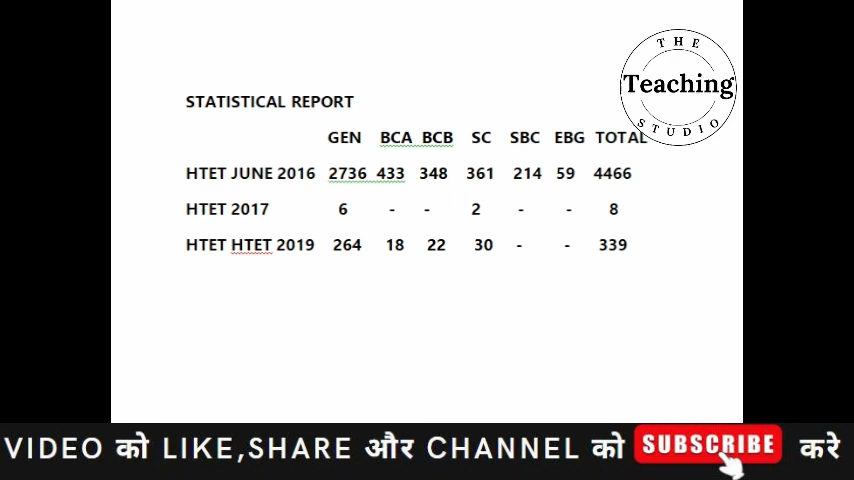 THE
Teaching
STUDIO
STATISTICAL REPORT
GEN BCA BCB SC SBC EBG TOTAL
HTET JUNE 2016 2736 433 348 361 214 59 4466
HTET 2017 6 - - 2 - - 8
HTET HTET 2019 264 18 22 30 - - 339
VIDEO को LIKE,SHARE और CHANNEL को SUBSCRIBE करे